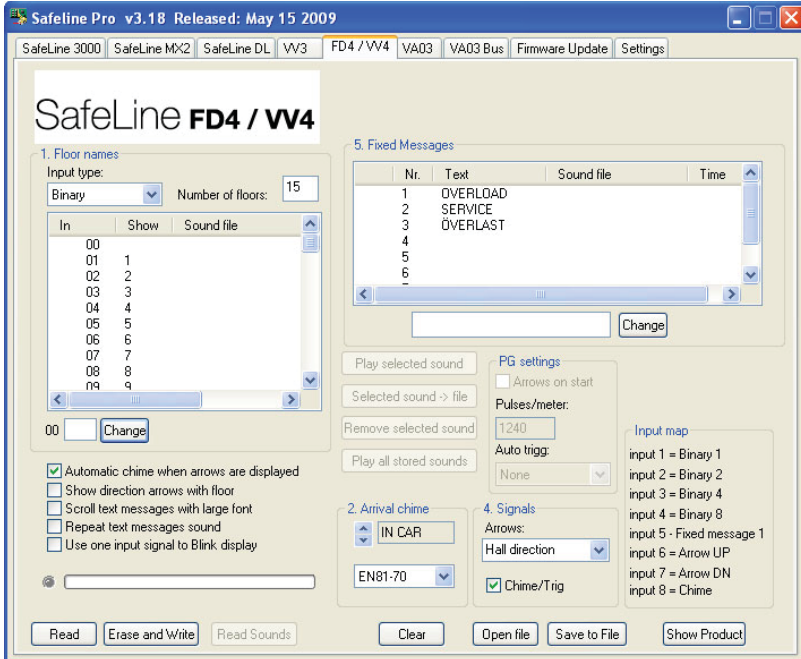 Safeline Pro v3.18 Released: May 15 2009
SafeLine 3000 SafeLine MX2 SafeLine DL VV3 FD4 / VV4 VA03 VA03 Bus Firmware Update Settings
SafeLine FD4 / VV4
1. Floor names
Input type:
Binary Number of floors: 15
In Show Sound file
00
01 1
02 2
03 3
04 4
05 5
06 6
07 7
08 8
09 9
00 Change
Automatic chime when arrows are displayed
Show direction arrows with floor
Scroll text messages with large font
Repeat text messages sound
Use one input signal to Blink display
5. Fixed Messages
Nr. Text Sound file Time
1 OVERLOAD
2 SERVICE
3 ÖVERLAST
4
5
6
Change
Play selected sound
Selected sound -> file
Remove selected sound
Play all stored sounds
PG settings
Arrows on start
Pulses/meter:
1240
Auto trigg:
None
2. Arrival chime
IN CAR
EN81-70
4. Signals
Arrows:
Hall direction
Chime/Trig
Input map
input 1 = Binary 1
input 2 = Binary 2
input 3 = Binary 4
input 4 = Binary 8
input 5 - Fixed message 1
input 6 = Arrow UP
input 7 = Arrow DN
input 8 = Chime
Read Erase and Write Read Sounds Clear Open file Save to File Show Product